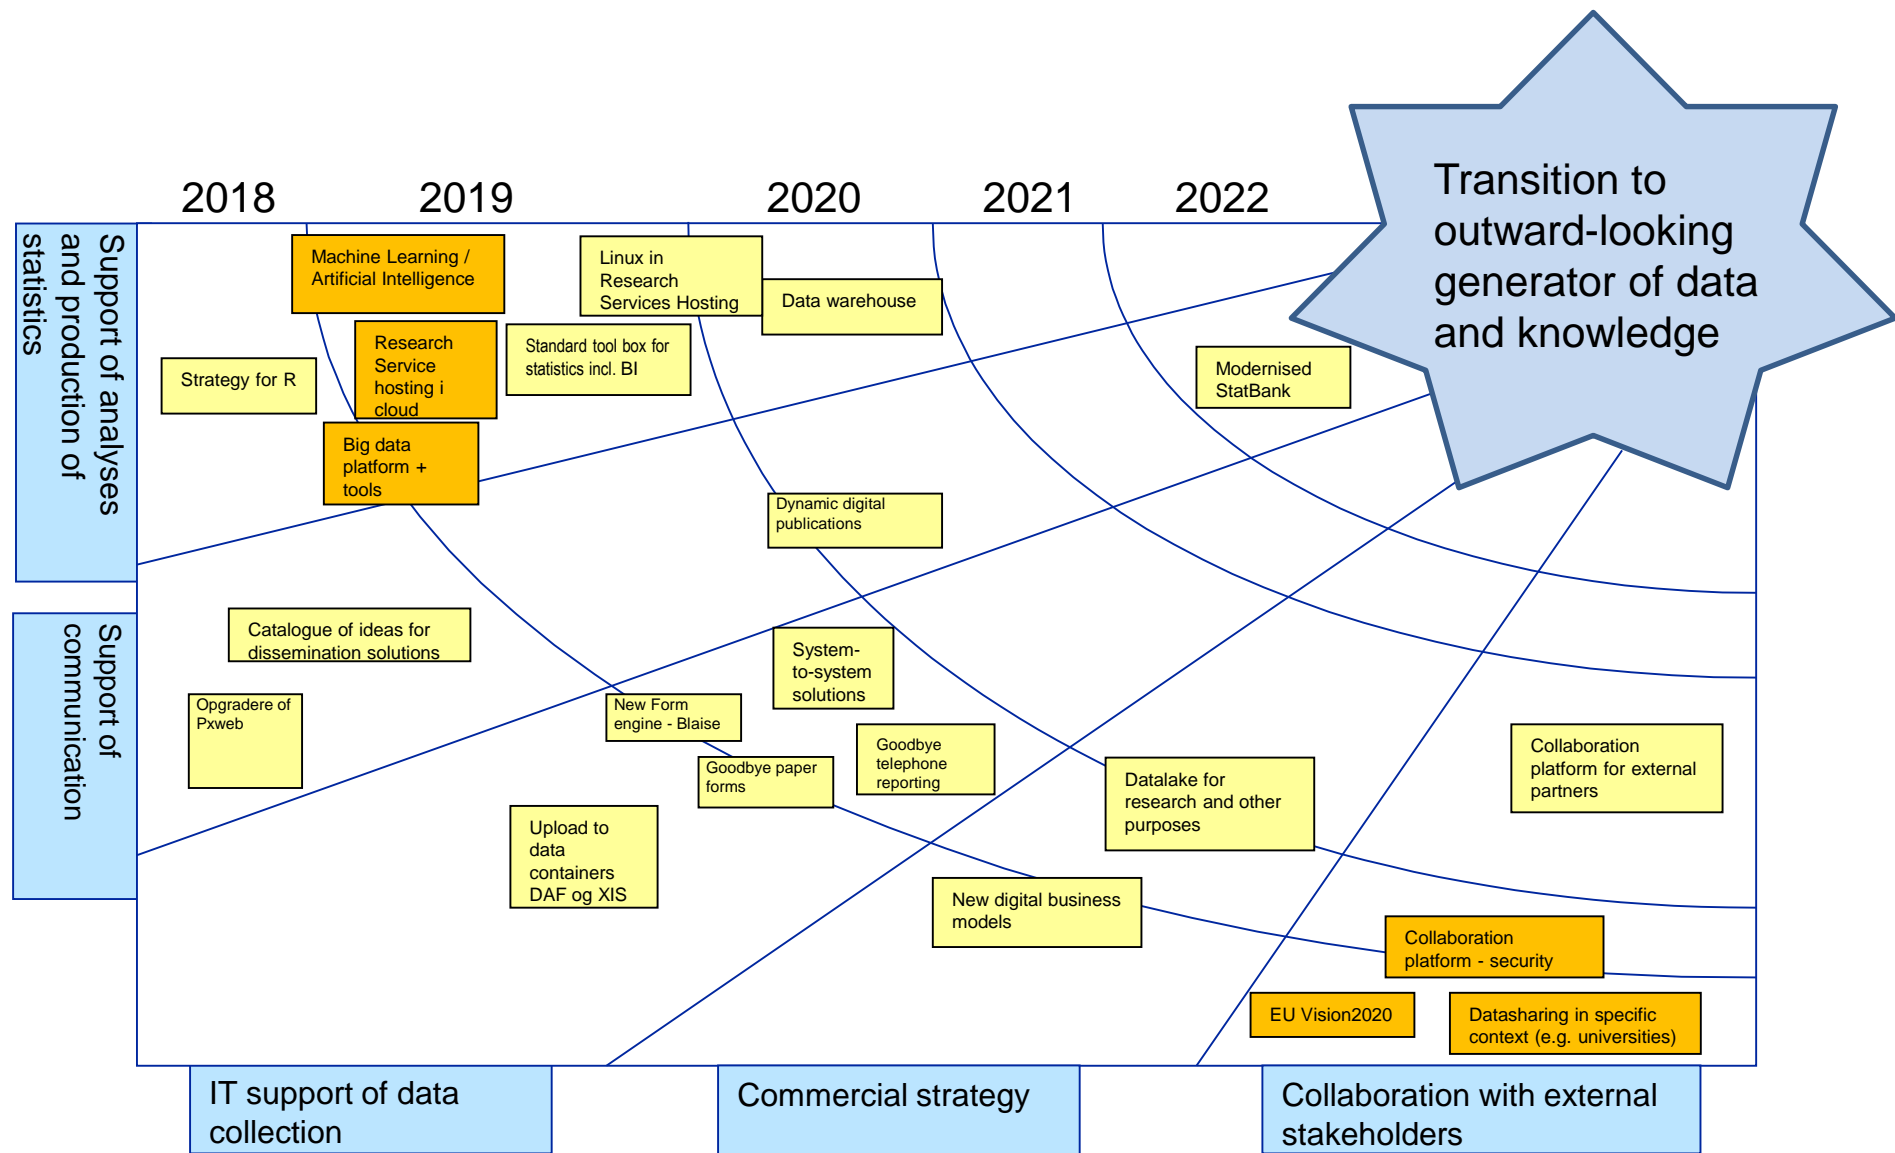 Transition to
outward-looking
generator of data
and knowledge
2018
2019
2020
2021
2022
Support of analyses
and production of
statistics
Machine Learning /
Artificial Intelligence
Linux in
Research
Services Hosting
Data warehouse
Research
Service
hosting i
cloud
Standard tool box for
statistics incl. BI
Strategy for R
Modernised
StatBank
Big data
platform +
tools
Dynamic digital
publications
Support of
communication
Catalogue of ideas for
dissemination solutions
System-
to-system
solutions
Opgradere of
Pxweb
New Form
engine - Blaise
Goodbye
telephone
reporting
Collaboration
platform for external
partners
Goodbye paper
forms
Datalake for
research and other
purposes
Upload to
data
containers
DAF og XIS
New digital business
models
Collaboration
platform - security
EU Vision2020
Datasharing in specific
context (e.g. universities)
IT support of data
collection
Commercial strategy
Collaboration with external
stakeholders